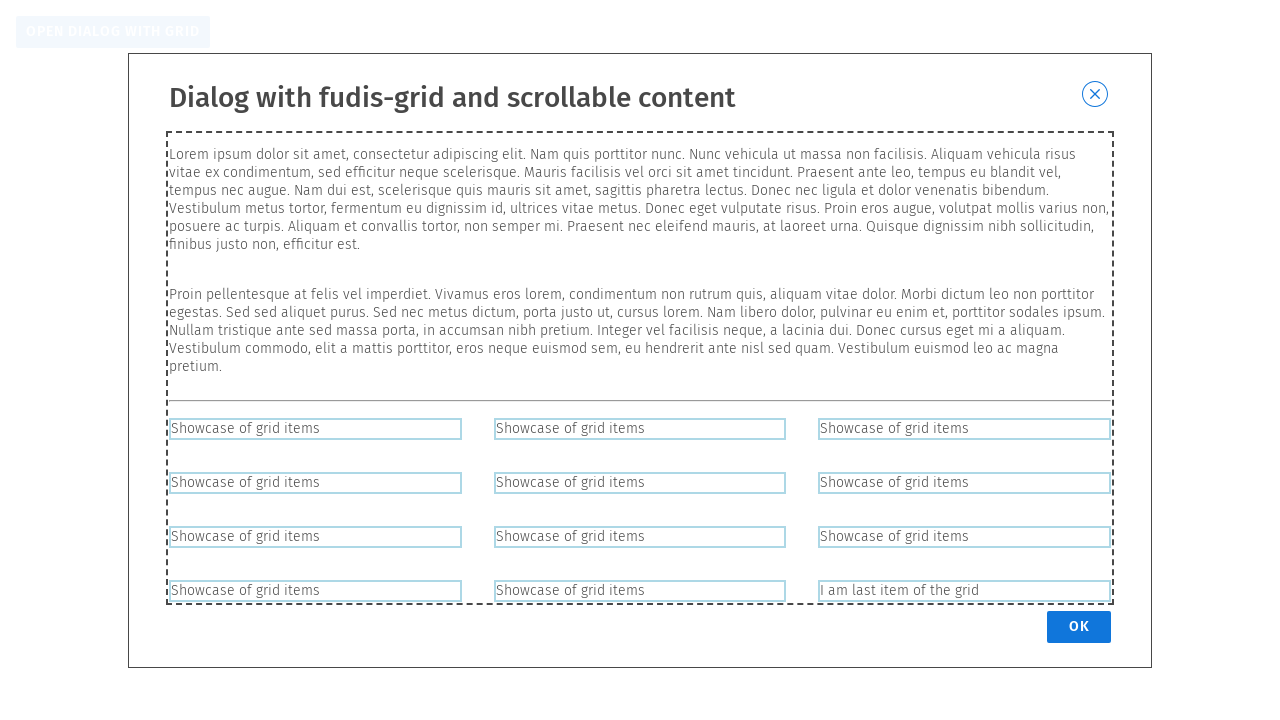 OPEN DIALOG WITH GRID
Dialog with fudis-grid and scrollable content
Lorem ipsum dolor sit amet, consectetur adipiscing elit. Nam quis porttitor nunc. Nunc vehicula ut massa non facilisis. Aliquam vehicula risus
vitae ex condimentum, sed efficitur neque scelerisque. Mauris facilisis vel orci sit amet tincidunt. Praesent ante leo, tempus eu blandit vel,
tempus nec augue. Nam dui est, scelerisque quis mauris sit amet, sagittis pharetra lectus. Donec nec ligula et dolor venenatis bibendum.
Vestibulum metus tortor, fermentum eu dignissim id, ultrices vitae metus. Donec eget vulputate risus. Proin eros augue, volutpat mollis varius non,
posuere ac turpis. Aliquam et convallis tortor, non semper mi. Praesent nec eleifend mauris, at laoreet urna. Quisque dignissim nibh sollicitudin,
finibus justo non, efficitur est.
Proin pellentesque at felis vel imperdiet. Vivamus eros lorem, condimentum non rutrum quis, aliquam vitae dolor. Morbi dictum leo non porttitor
egestas. Sed sed aliquet purus. Sed nec metus dictum, porta justo ut, cursus lorem. Nam libero dolor, pulvinar eu enim et, porttitor sodales ipsum.
Nullam tristique ante sed massa porta, in accumsan nibh pretium. Integer vel facilisis neque, a lacinia dui. Donec cursus eget mi a aliquam.
Vestibulum commodo, elit a mattis porttitor, eros neque euismod sem, eu hendrerit ante nisl sed quam. Vestibulum euismod leo ac magna
pretium.
Showcase of grid items Showcase of grid items Showcase of grid items
Showcase of grid items Showcase of grid items Showcase of grid items
Showcase of grid items Showcase of grid items Showcase of grid items
Showcase of grid items Showcase of grid items I am last item of the grid
OK